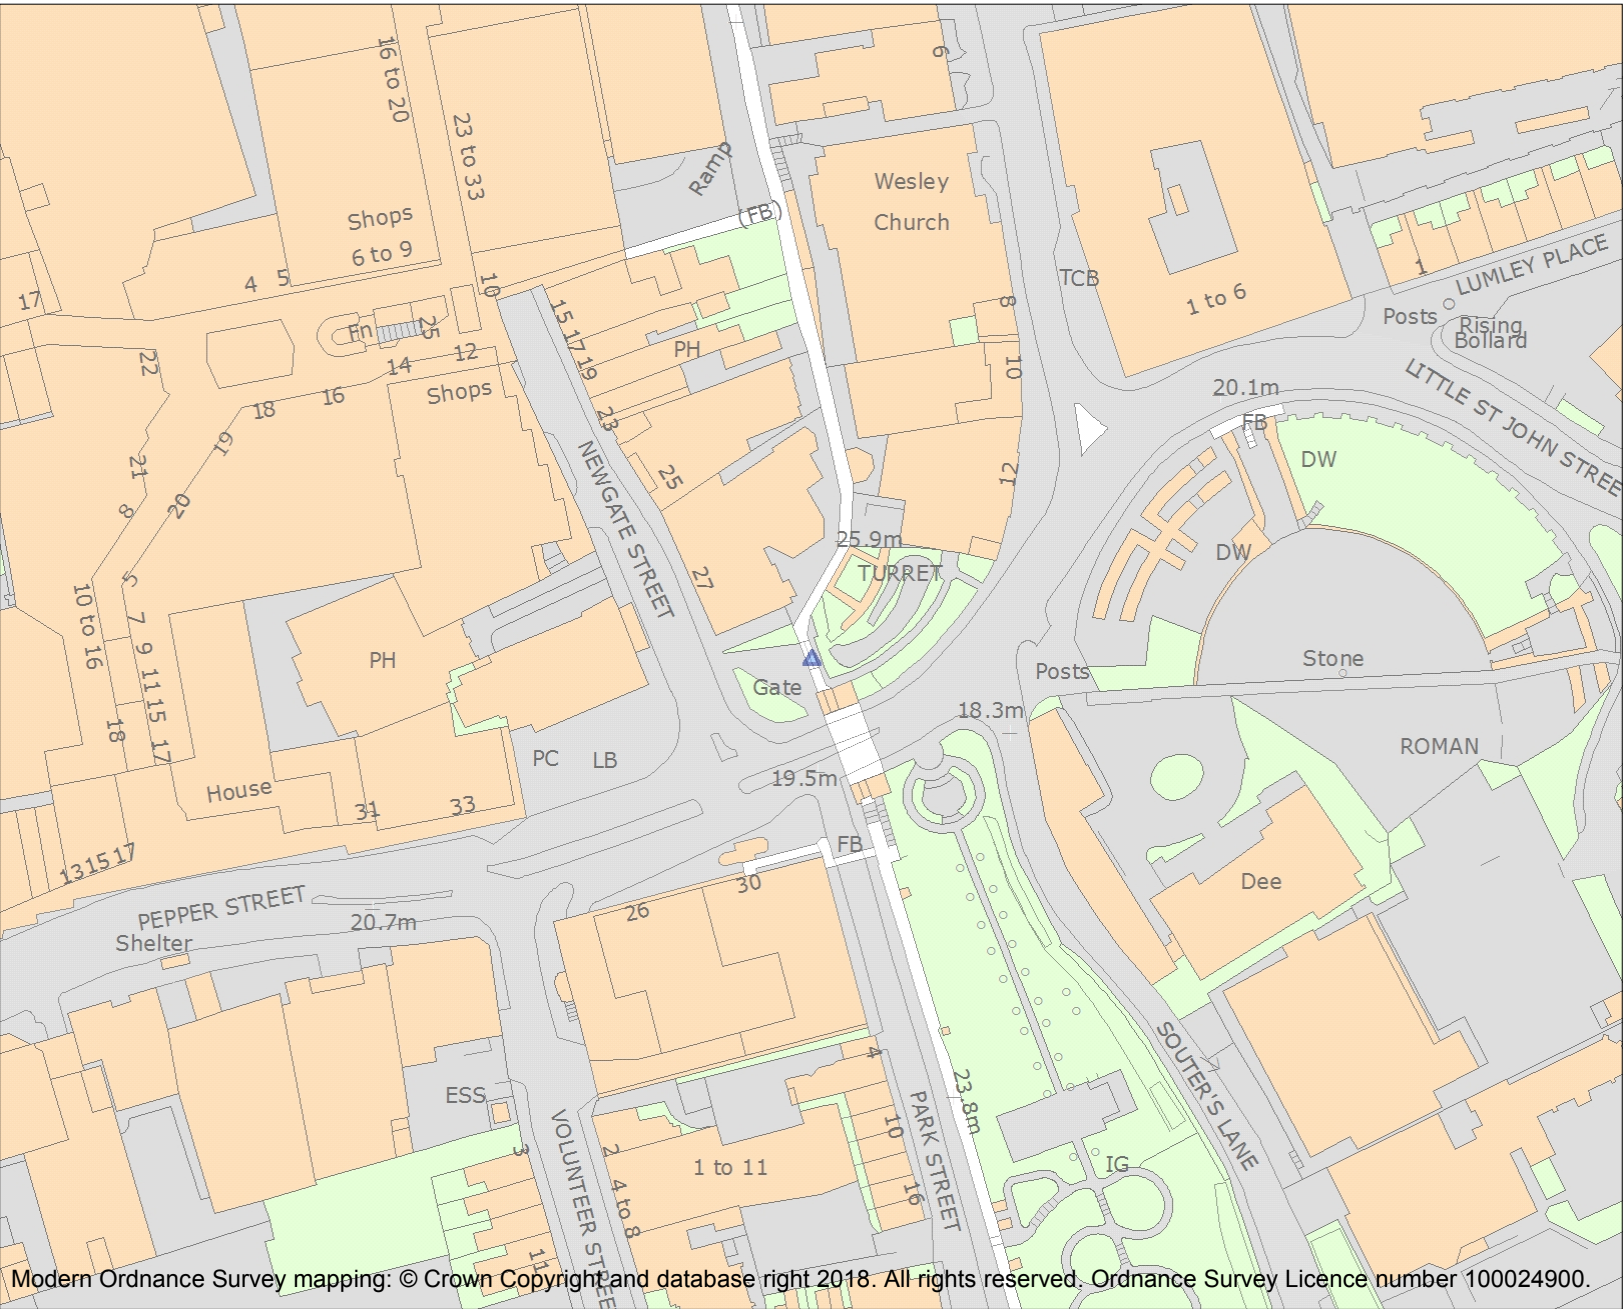 16 to 20
6
23 to 33
Ramp
Wesley
Church
Shops
6 to 9
(FB)
LUMLEY PLACE
1
TCB
1 to 6
4
5
10
17
8
Posts
Rising
Bollard
Fn
25
15
17
19
PH
22
14
12
16
Shops
10
20.1m
LITTLE ST JOHN STREE
18
23
FB
19
DW
21
25
12
NEWGATE STREET
8
20
25.9m
DW
TURRET
5
27
10 to 16
7
9
PH
11
15
Gate
Posts
Stone
18
17
18.3m
ROMAN
PC
LB
House
19.5m
31
33
13
15
17
FB
30
26
Dee
PEPPER STREET
20.7m
Shelter
SOUTER'S LANE
4
ESS
23.8m
PARK STREET
VOLUNTEER STREE
10
3
2
1 to 11
IG
4 to 8
16
11
Modern Ordnance Survey mapping: © Crown Copyright and database right 2018. All rights reserved. Ordnance Survey Licence number 100024900.